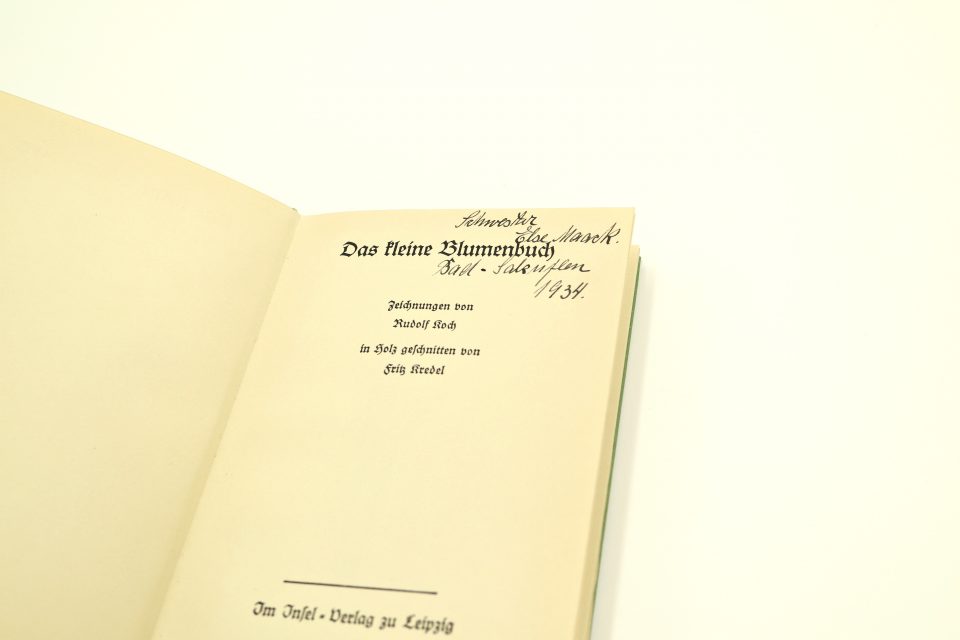 Schwester
Else Maack.
Das kleine Blumenbuch
Bad-Salzuflen
1934.
Zeichnungen von
Rudolf Koch
in Holz geſchnitten von
Fritz Kredel
Im Inſel-Verlag zu Leipzig